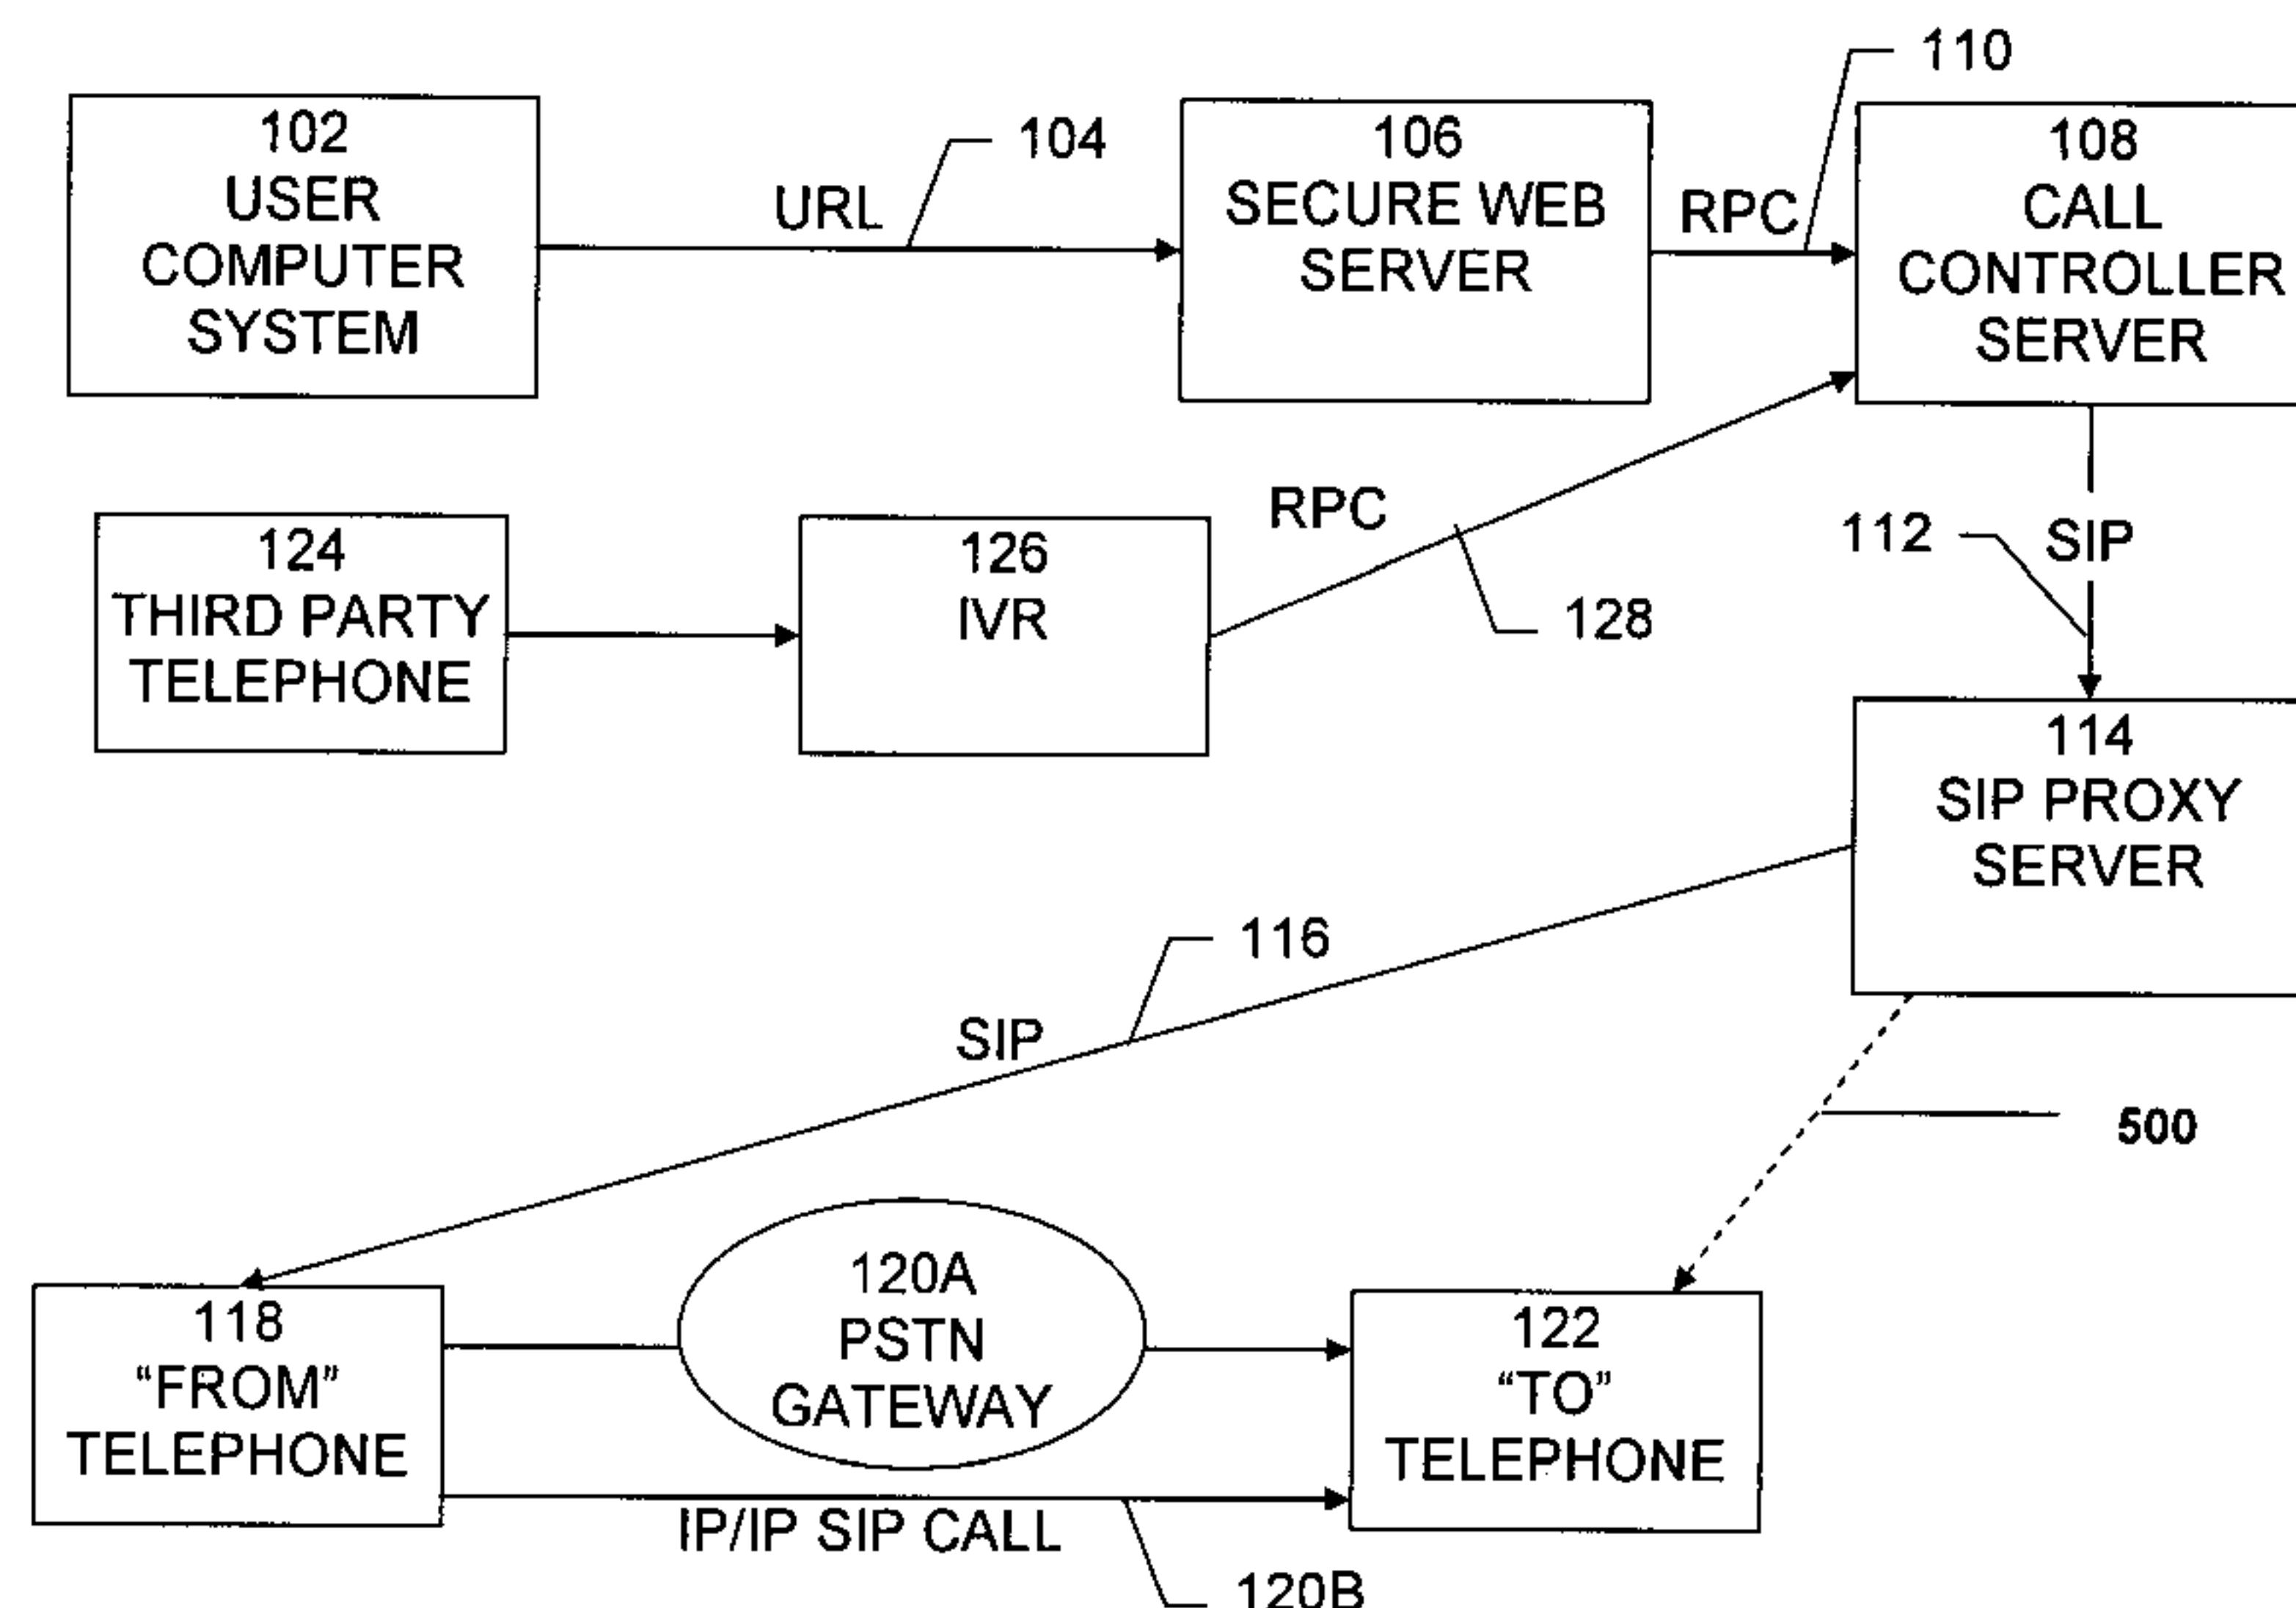 110
102
USER
COMPUTER
SYSTEM
104
URL
106
SECURE WEB
SERVER
RPC
108
CALL
CONTROLLER
SERVER
124
THIRD PARTY
TELEPHONE
126
IVR
RPC
128
112
SIP
114
SIP PROXY
SERVER
116
SIP
500
118
“FROM”
TELEPHONE
120A
PSTN
GATEWAY
122
“TO”
TELEPHONE
IP/IP SIP CALL
120B